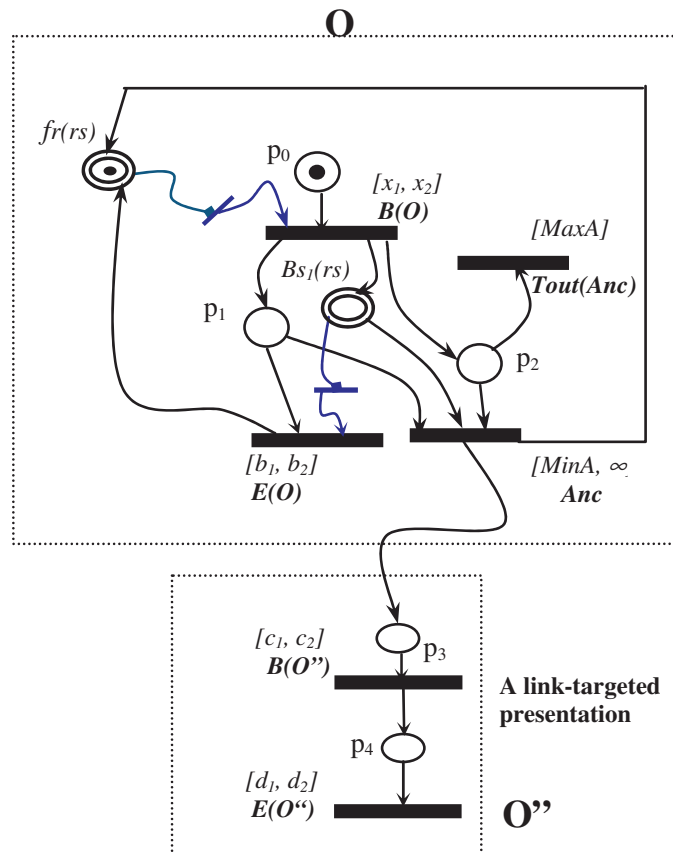 O
fr(rs)
p0
[x1, x2]
B(O)
[MaxA]
Tout(Anc)
Bs1(rs)
p1
p2
[b1, b2]
E(O)
[MinA, ∞
Anc
[c1, c2]
B(O”)
p3
A link-targeted
presentation
p4
[d1, d2]
E(O“)
O”